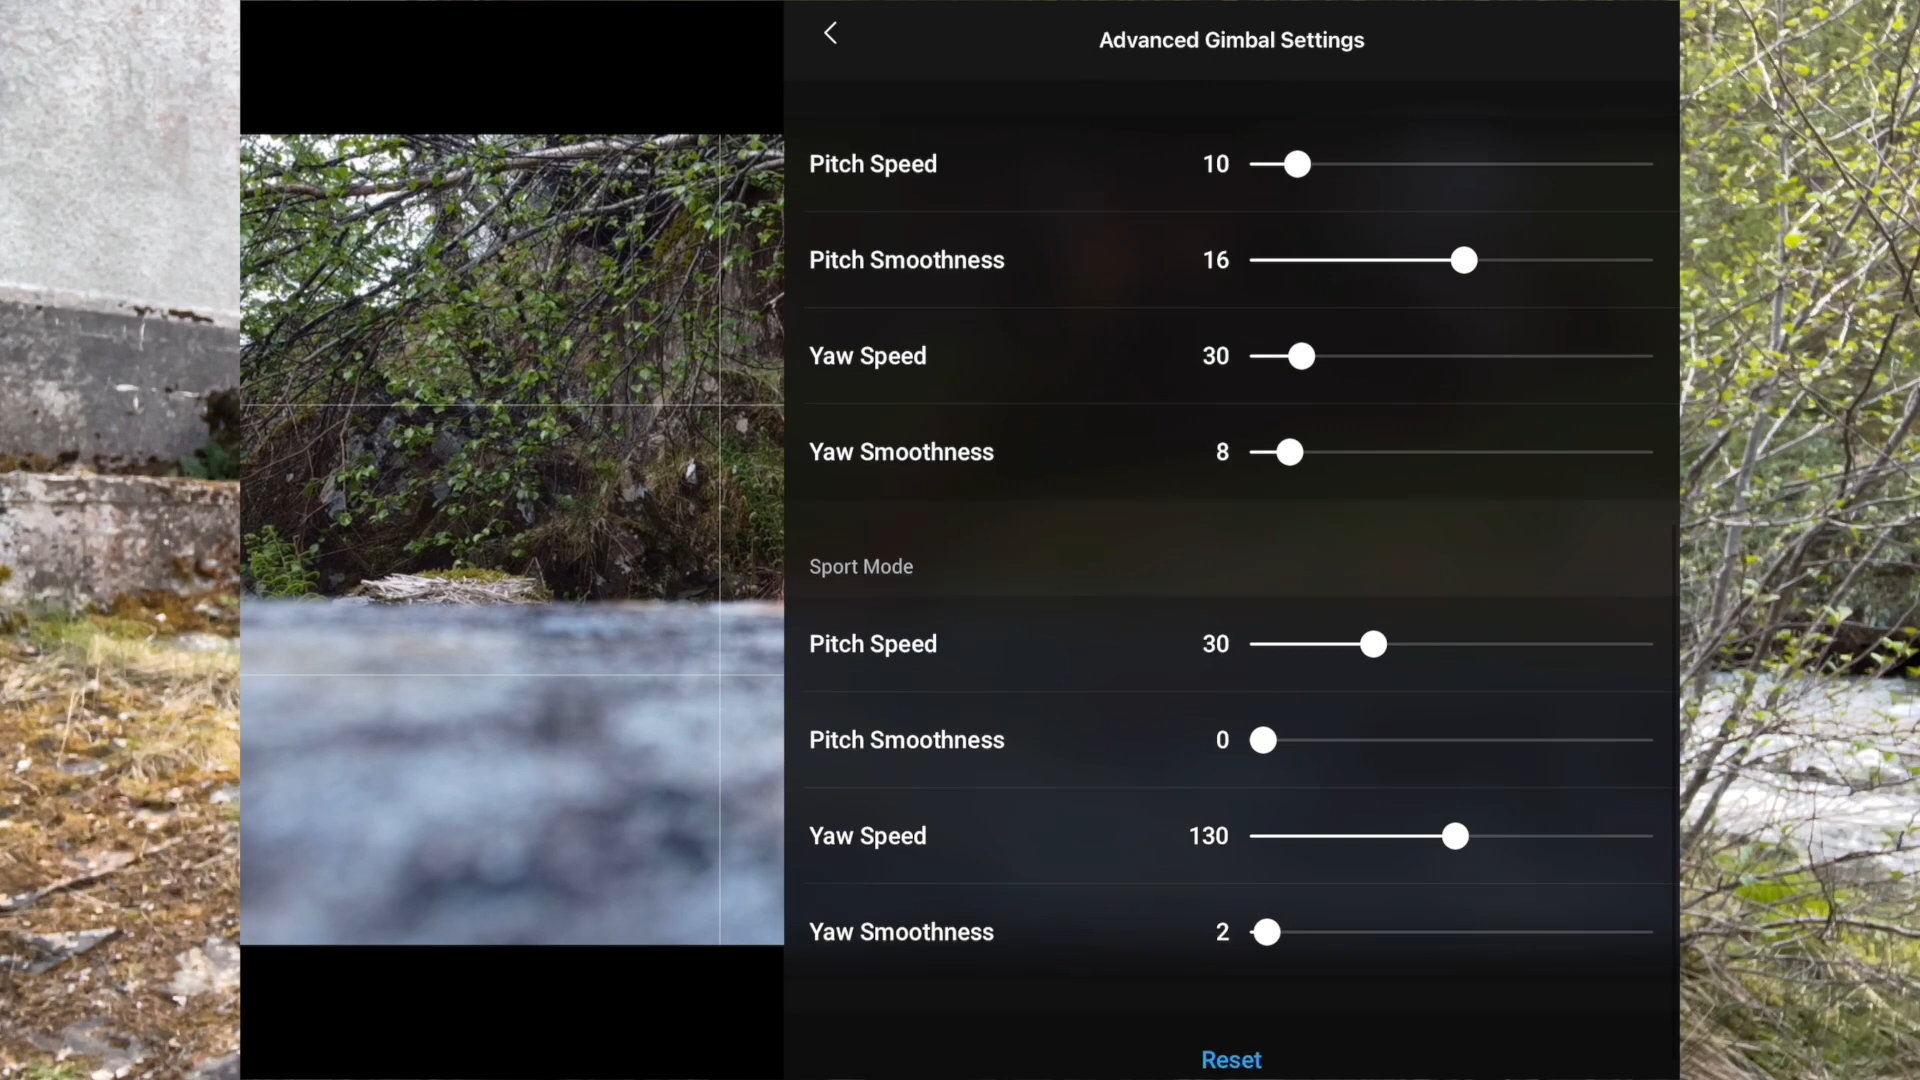 Advanced Gimbal Settings
Pitch Speed 10
Pitch Smoothness 16
Yaw Speed 30
Yaw Smoothness 8
Sport Mode
Pitch Speed 30
Pitch Smoothness 0
Yaw Speed 130
Yaw Smoothness 2
Reset